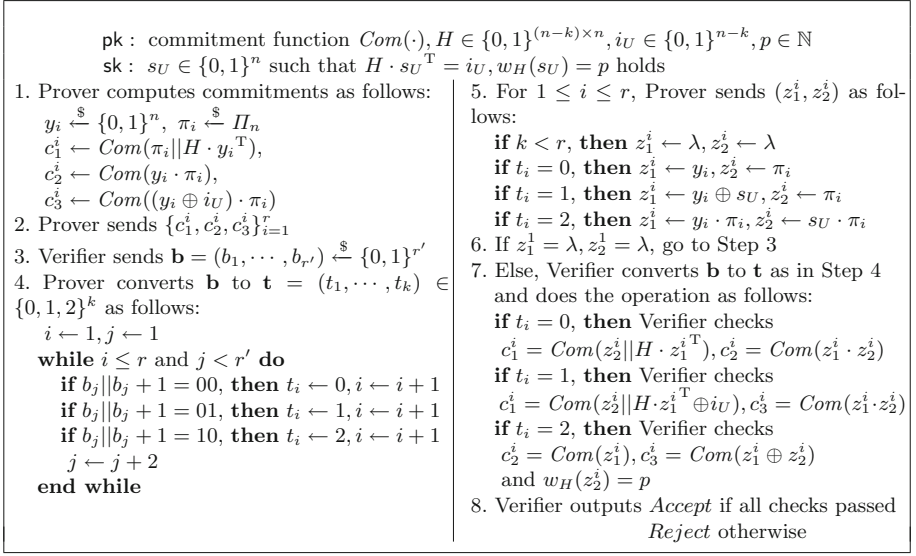 pk : commitment function Com(·), H ∈ {0, 1}^{(n−k)×n}, i_U ∈ {0, 1}^{n−k}, p ∈ ℕ
sk : s_U ∈ {0, 1}^n such that H · s_U^T = i_U, w_H(s_U) = p holds
1. Prover computes commitments as follows:
y_i ←$ {0, 1}^n, π_i ←$ Π_n
c_1^i ← Com(π_i||H · y_i^T),
c_2^i ← Com(y_i · π_i),
c_3^i ← Com((y_i ⊕ i_U) · π_i)
2. Prover sends {c_1^i, c_2^i, c_3^i}_{i=1}^r
3. Verifier sends b = (b_1, · · · , b_{r′}) ←$ {0, 1}^{r′}
4. Prover converts b to t = (t_1, · · · , t_k) ∈
{0, 1, 2}^k as follows:
i ← 1, j ← 1
while i ≤ r and j < r′ do
if b_j||b_j + 1 = 00, then t_i ← 0, i ← i + 1
if b_j||b_j + 1 = 01, then t_i ← 1, i ← i + 1
if b_j||b_j + 1 = 10, then t_i ← 2, i ← i + 1
j ← j + 2
end while
5. For 1 ≤ i ≤ r, Prover sends (z_1^i, z_2^i) as fol-
lows:
if k < r, then z_1^i ← λ, z_2^i ← λ
if t_i = 0, then z_1^i ← y_i, z_2^i ← π_i
if t_i = 1, then z_1^i ← y_i ⊕ s_U, z_2^i ← π_i
if t_i = 2, then z_1^i ← y_i · π_i, z_2^i ← s_U · π_i
6. If z_1^1 = λ, z_2^1 = λ, go to Step 3
7. Else, Verifier converts b to t as in Step 4
and does the operation as follows:
if t_i = 0, then Verifier checks
c_1^i = Com(z_2^i||H · z_1^{i T}), c_2^i = Com(z_1^i · z_2^i)
if t_i = 1, then Verifier checks
c_1^i = Com(z_2^i||H·z_1^{i T}⊕i_U), c_3^i = Com(z_1^i·z_2^i)
if t_i = 2, then Verifier checks
c_2^i = Com(z_1^i), c_3^i = Com(z_1^i ⊕ z_2^i)
and w_H(z_2^i) = p
8. Verifier outputs Accept if all checks passed
Reject otherwise